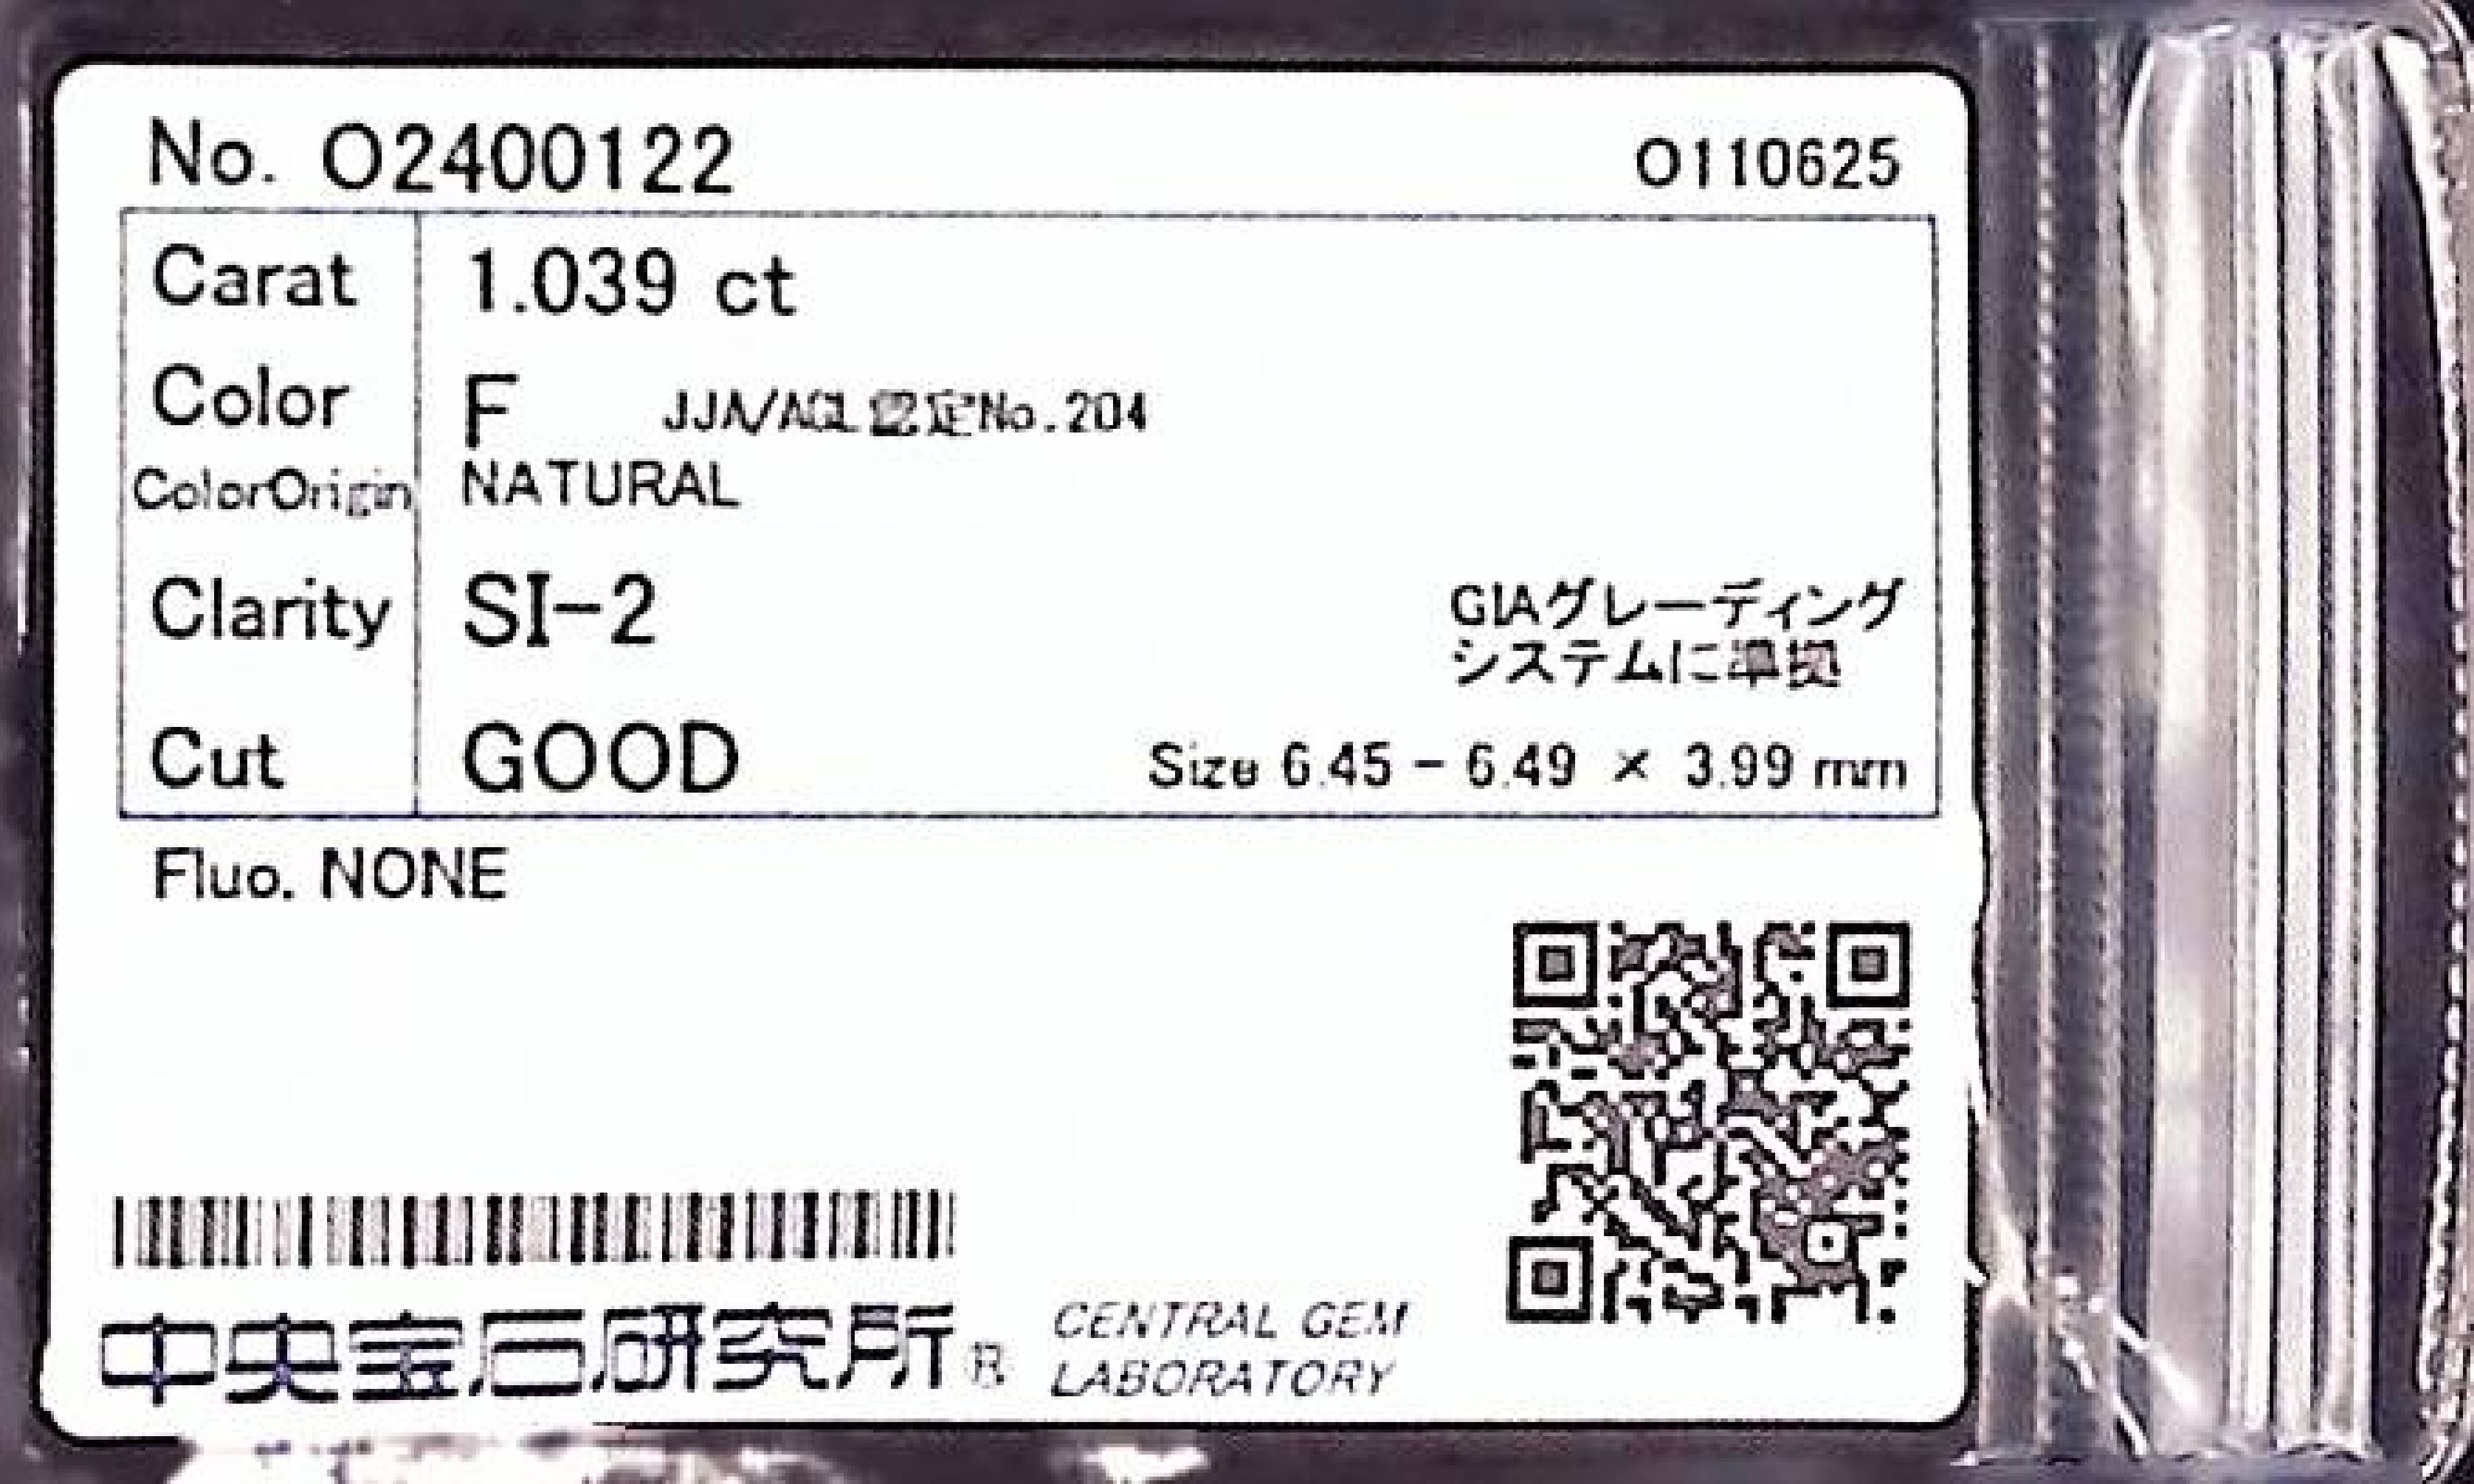 No. O2400122
O110625
Carat 1.039 ct
Color F JJA/AGL認定No.204
ColorOrigin NATURAL
Clarity SI-2
GIAグレーディング
システムに準拠
Cut GOOD
Size 6.45 - 6.49 × 3.99 mm
Fluo. NONE
中央宝石研究所®
CENTRAL GEM
LABORATORY